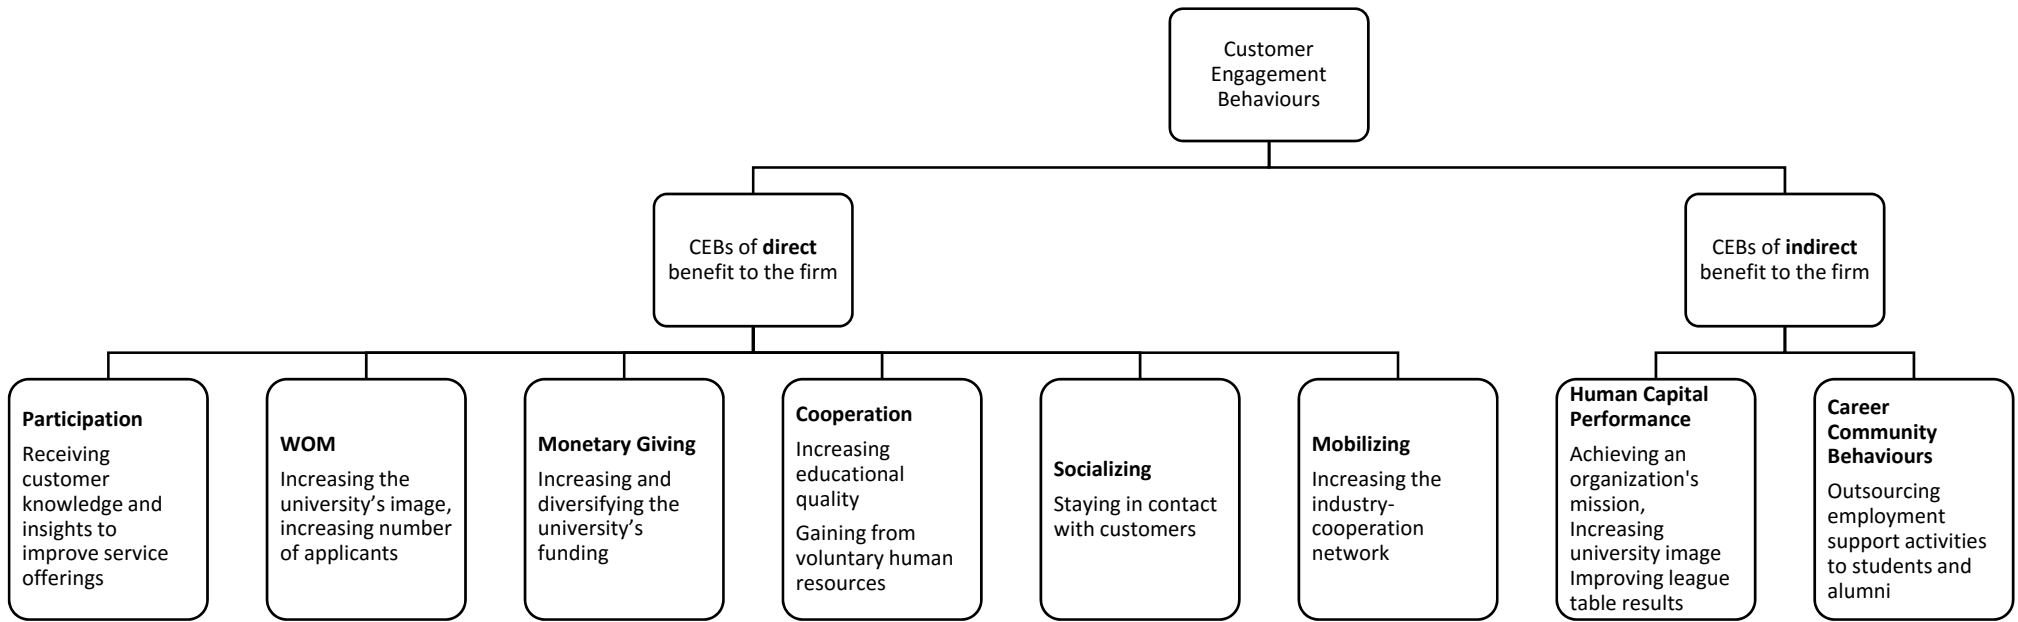 Customer
Engagement
Behaviours
CEBs of direct
benefit to the firm
CEBs of indirect
benefit to the firm
Participation
Receiving
customer
knowledge and
insights to
improve service
offerings
WOM
Increasing the
university’s image,
increasing number
of applicants
Monetary Giving
Increasing and
diversifying the
university’s
funding
Cooperation
Increasing
educational
quality
Gaining from
voluntary human
resources
Socializing
Staying in contact
with customers
Mobilizing
Increasing the
industry-
cooperation
network
Human Capital
Performance
Achieving an
organization's
mission,
Increasing
university image
Improving league
table results
Career
Community
Behaviours
Outsourcing
employment
support activities
to students and
alumni